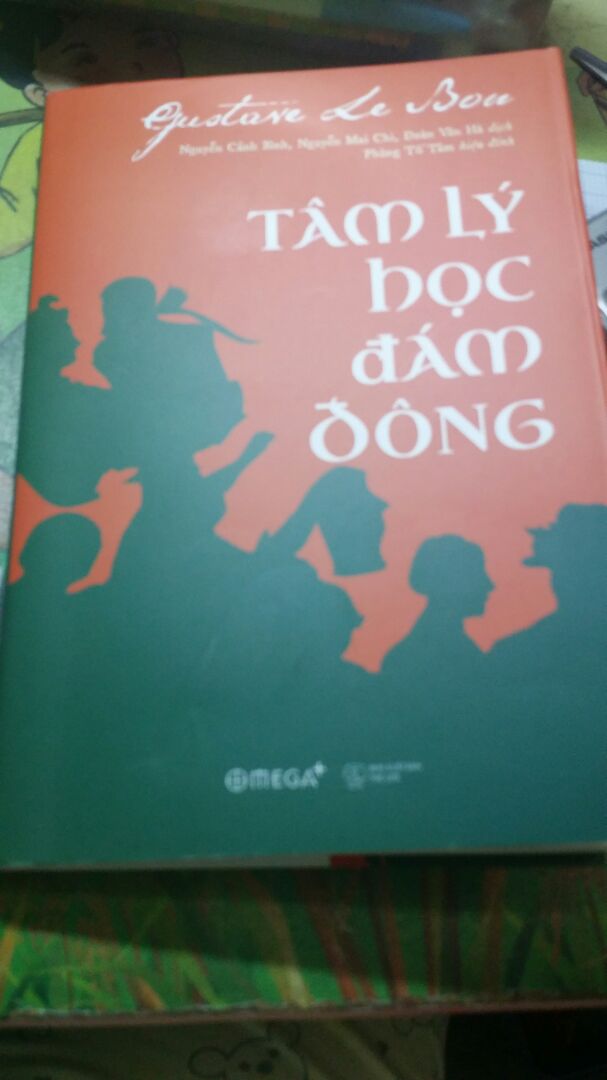 Gustave Le Bon
Nguyễn Cảnh Bình, Nguyễn Mai Chi, Doãn Văn Hà dịch
Phùng Tố Tâm hiệu đính
TÂM LÝ
HỌC
ĐÁM
ĐÔNG
OMEGA+